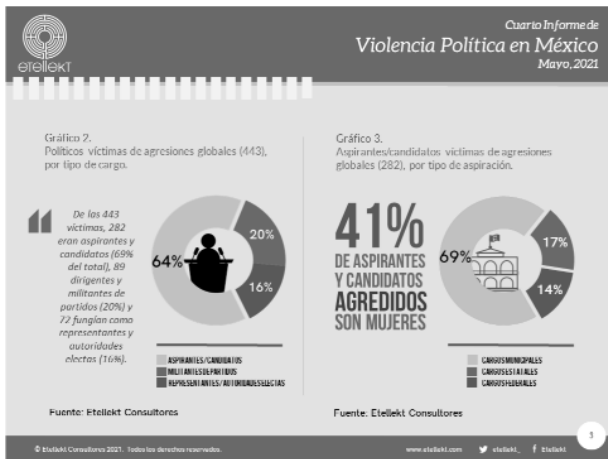 eтellект
Cuarto Informe de
Violencia Política en México
Mayo, 2021
Gráfico 2.
Políticos víctimas de agresiones globales (443),
por tipo de cargo.
De las 443
víctimas, 282
eran aspirantes y
candidatos (69%
del total), 89
dirigentes y
militantes de
partidos (20%) y
72 fungían como
representantes y
autoridades
electas (16%).
64%
20%
16%
ASPIRANTES/CANDIDATOS
MILITANTES DE PARTIDOS
REPRESENTANTES/AUTORIDADES ELECTAS
Fuente: Etellekt Consultores
Gráfico 3.
Aspirantes/candidatos víctimas de agresiones
globales (282), por tipo de aspiración.
41%
DE ASPIRANTES
Y CANDIDATOS
AGREDIDOS
SON MUJERES
69%
17%
14%
CARGOS MUNICIPALES
CARGOS ESTATALES
CARGOS FEDERALES
Fuente: Etellekt Consultores
© Etellekt Consultores 2021. Todos los derechos reservados.
www.etellekt.com
etellekt_
Etellekt